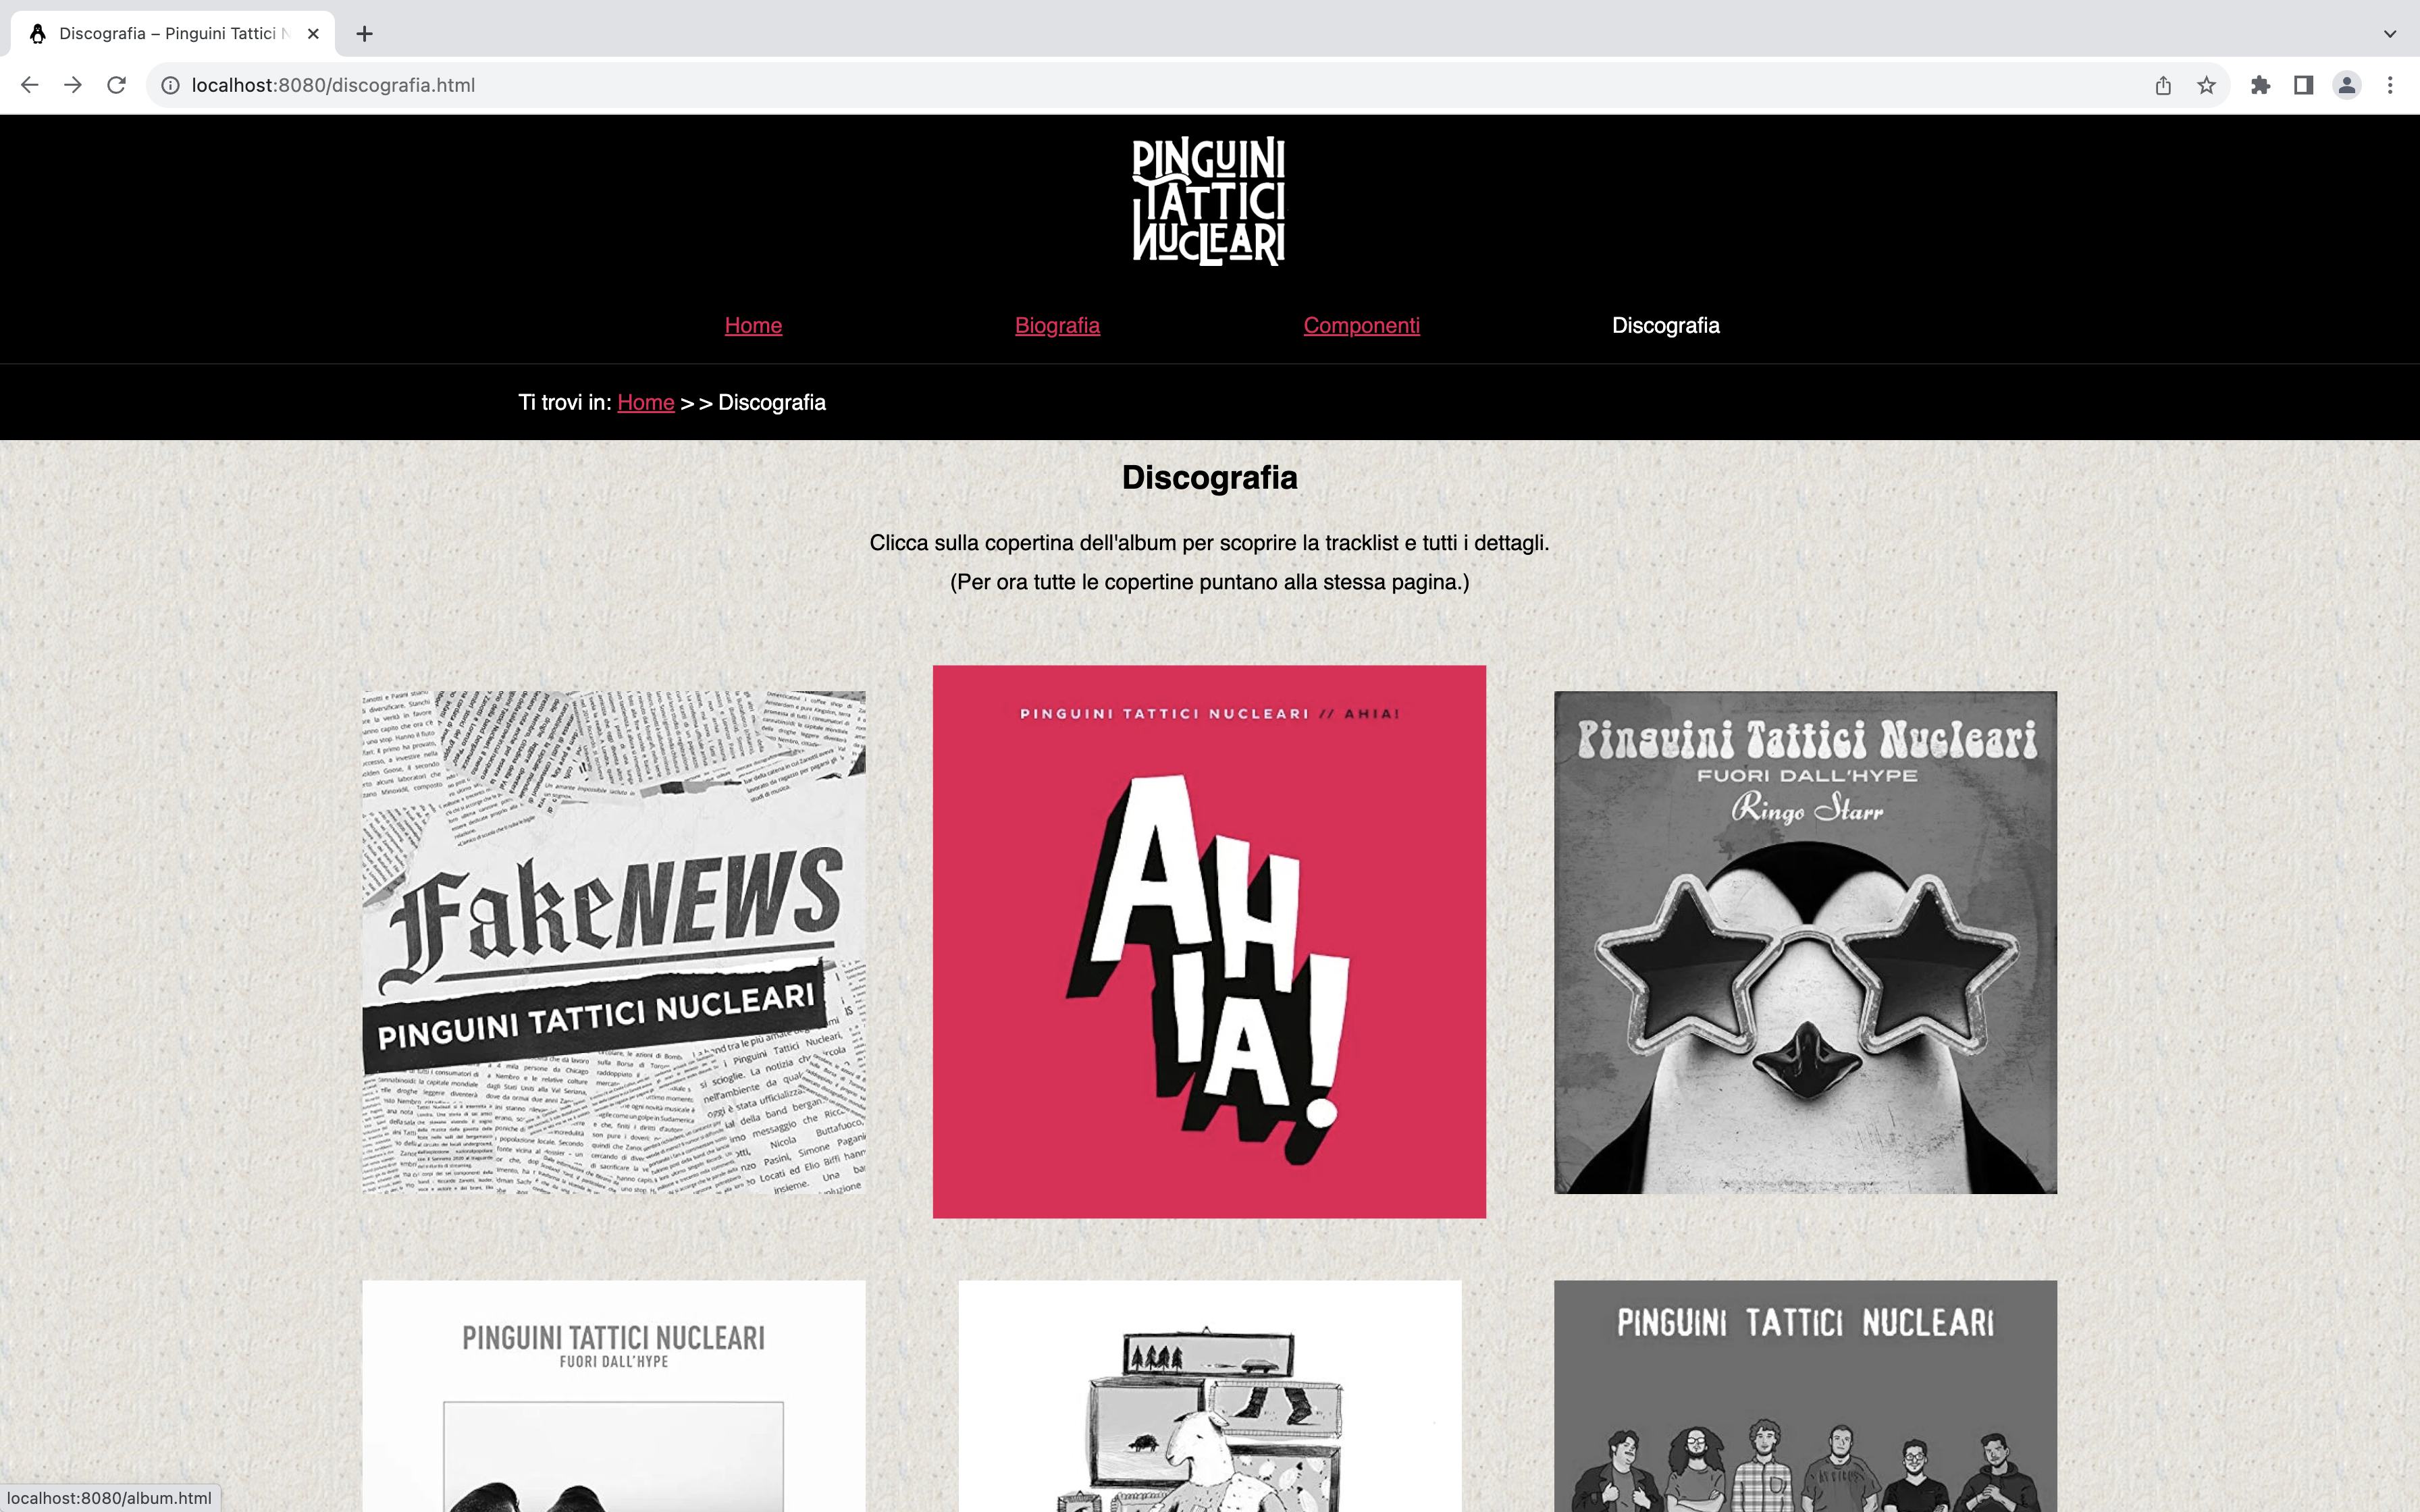 Discografia – Pinguini Tattici N
localhost:8080/discografia.html
PINGUINI
TATTICI
NUCLEARI
Home
Biografia
Componenti
Discografia
Ti trovi in: Home >> Discografia
Discografia
Clicca sulla copertina dell'album per scoprire la tracklist e tutti i dettagli.
(Per ora tutte le copertine puntano alla stessa pagina.)
FakeNEWS
PINGUINI TATTICI NUCLEARI
PINGUINI TATTICI NUCLEARI // AHIA!
AH
IA!
Pinguini Tattici Nucleari
FUORI DALL'HYPE
Ringo Starr
PINGUINI TATTICI NUCLEARI
FUORI DALL'HYPE
PINGUINI TATTICI NUCLEARI
localhost:8080/album.html